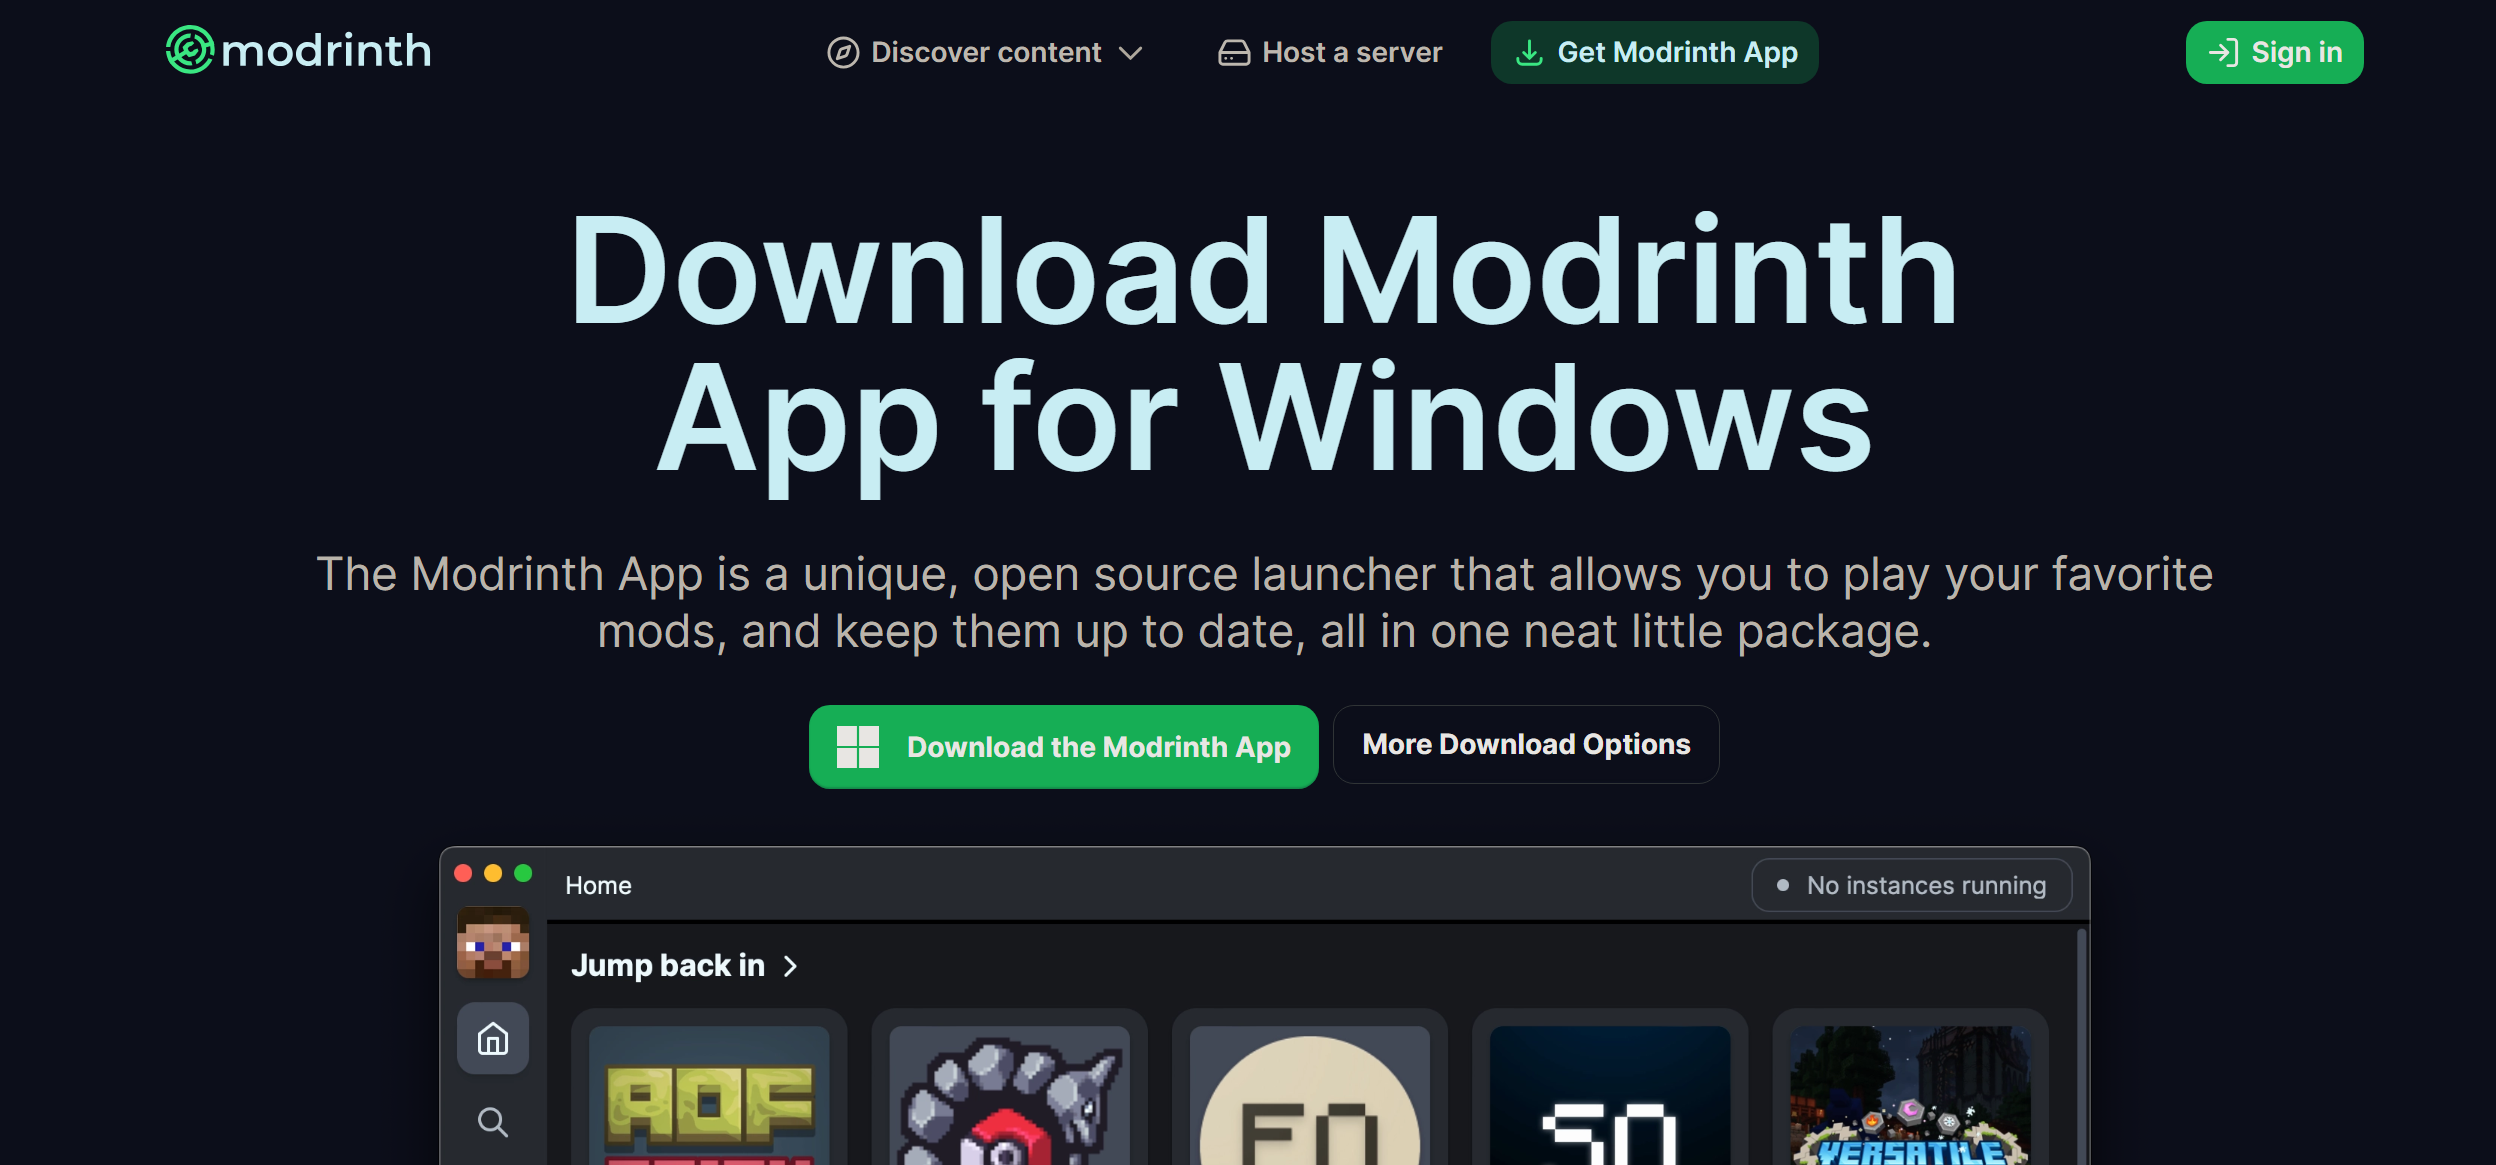 modrinth
Discover content
Host a server
Get Modrinth App
Sign in
Download Modrinth
App for Windows
The Modrinth App is a unique, open source launcher that allows you to play your favorite
mods, and keep them up to date, all in one neat little package.
Download the Modrinth App
More Download Options
Home
No instances running
Jump back in
AOF
FO
SO
VERSATILE